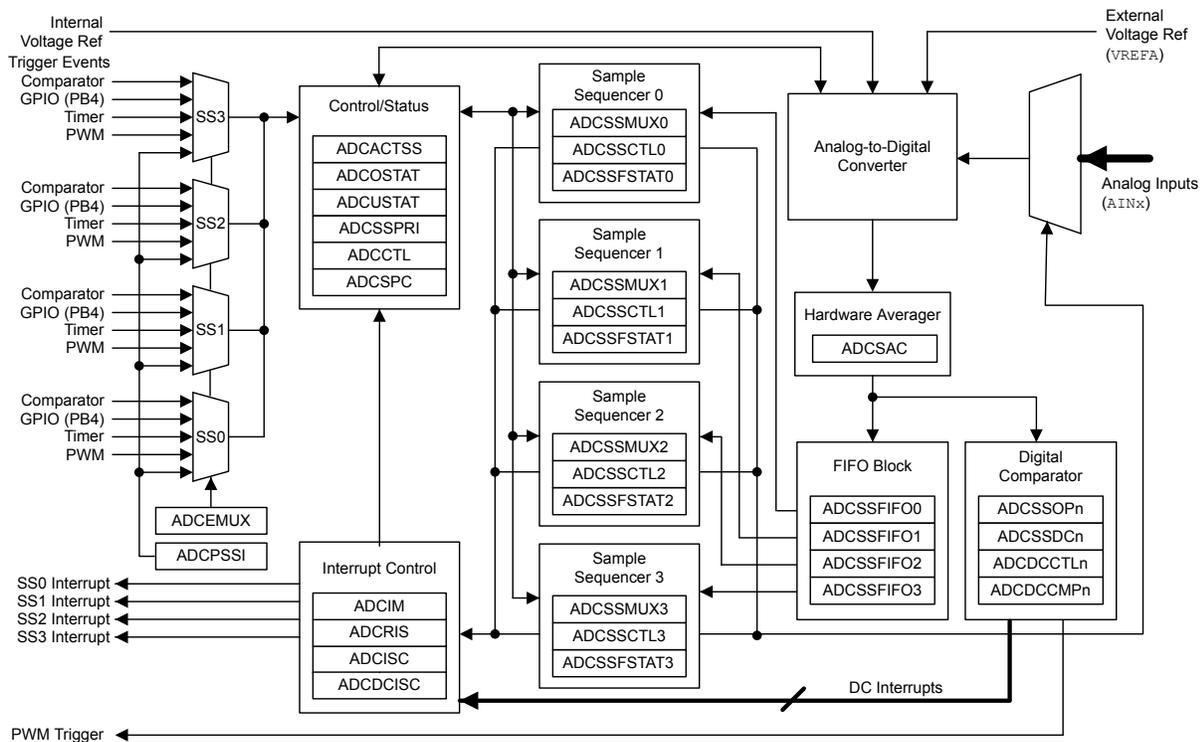 Internal
Voltage Ref
External
Voltage Ref
(VREFA)
Trigger Events
Comparator
GPIO (PB4)
Timer
PWM
SS3
Comparator
GPIO (PB4)
Timer
PWM
SS2
Comparator
GPIO (PB4)
Timer
PWM
SS1
Comparator
GPIO (PB4)
Timer
PWM
SS0
ADCEMUX
ADCPSSI
Control/Status
ADCACTSS
ADCOSTAT
ADCUSTAT
ADCSSPRI
ADCCTL
ADCSPC
Interrupt Control
ADCIM
ADCRIS
ADCISC
ADCDCISC
SS0 Interrupt
SS1 Interrupt
SS2 Interrupt
SS3 Interrupt
PWM Trigger
Sample
Sequencer 0
ADCSSMUX0
ADCSSCTL0
ADCSSFSTAT0
Sample
Sequencer 1
ADCSSMUX1
ADCSSCTL1
ADCSSFSTAT1
Sample
Sequencer 2
ADCSSMUX2
ADCSSCTL2
ADCSSFSTAT2
Sample
Sequencer 3
ADCSSMUX3
ADCSSCTL3
ADCSSFSTAT3
Analog-to-Digital
Converter
Analog Inputs
(AINx)
Hardware Averager
ADCSAC
FIFO Block
ADCSSFIFO0
ADCSSFIFO1
ADCSSFIFO2
ADCSSFIFO3
Digital
Comparator
ADCSSOPn
ADCSSDCn
ADCDCCTLn
ADCDCCMPn
DC Interrupts